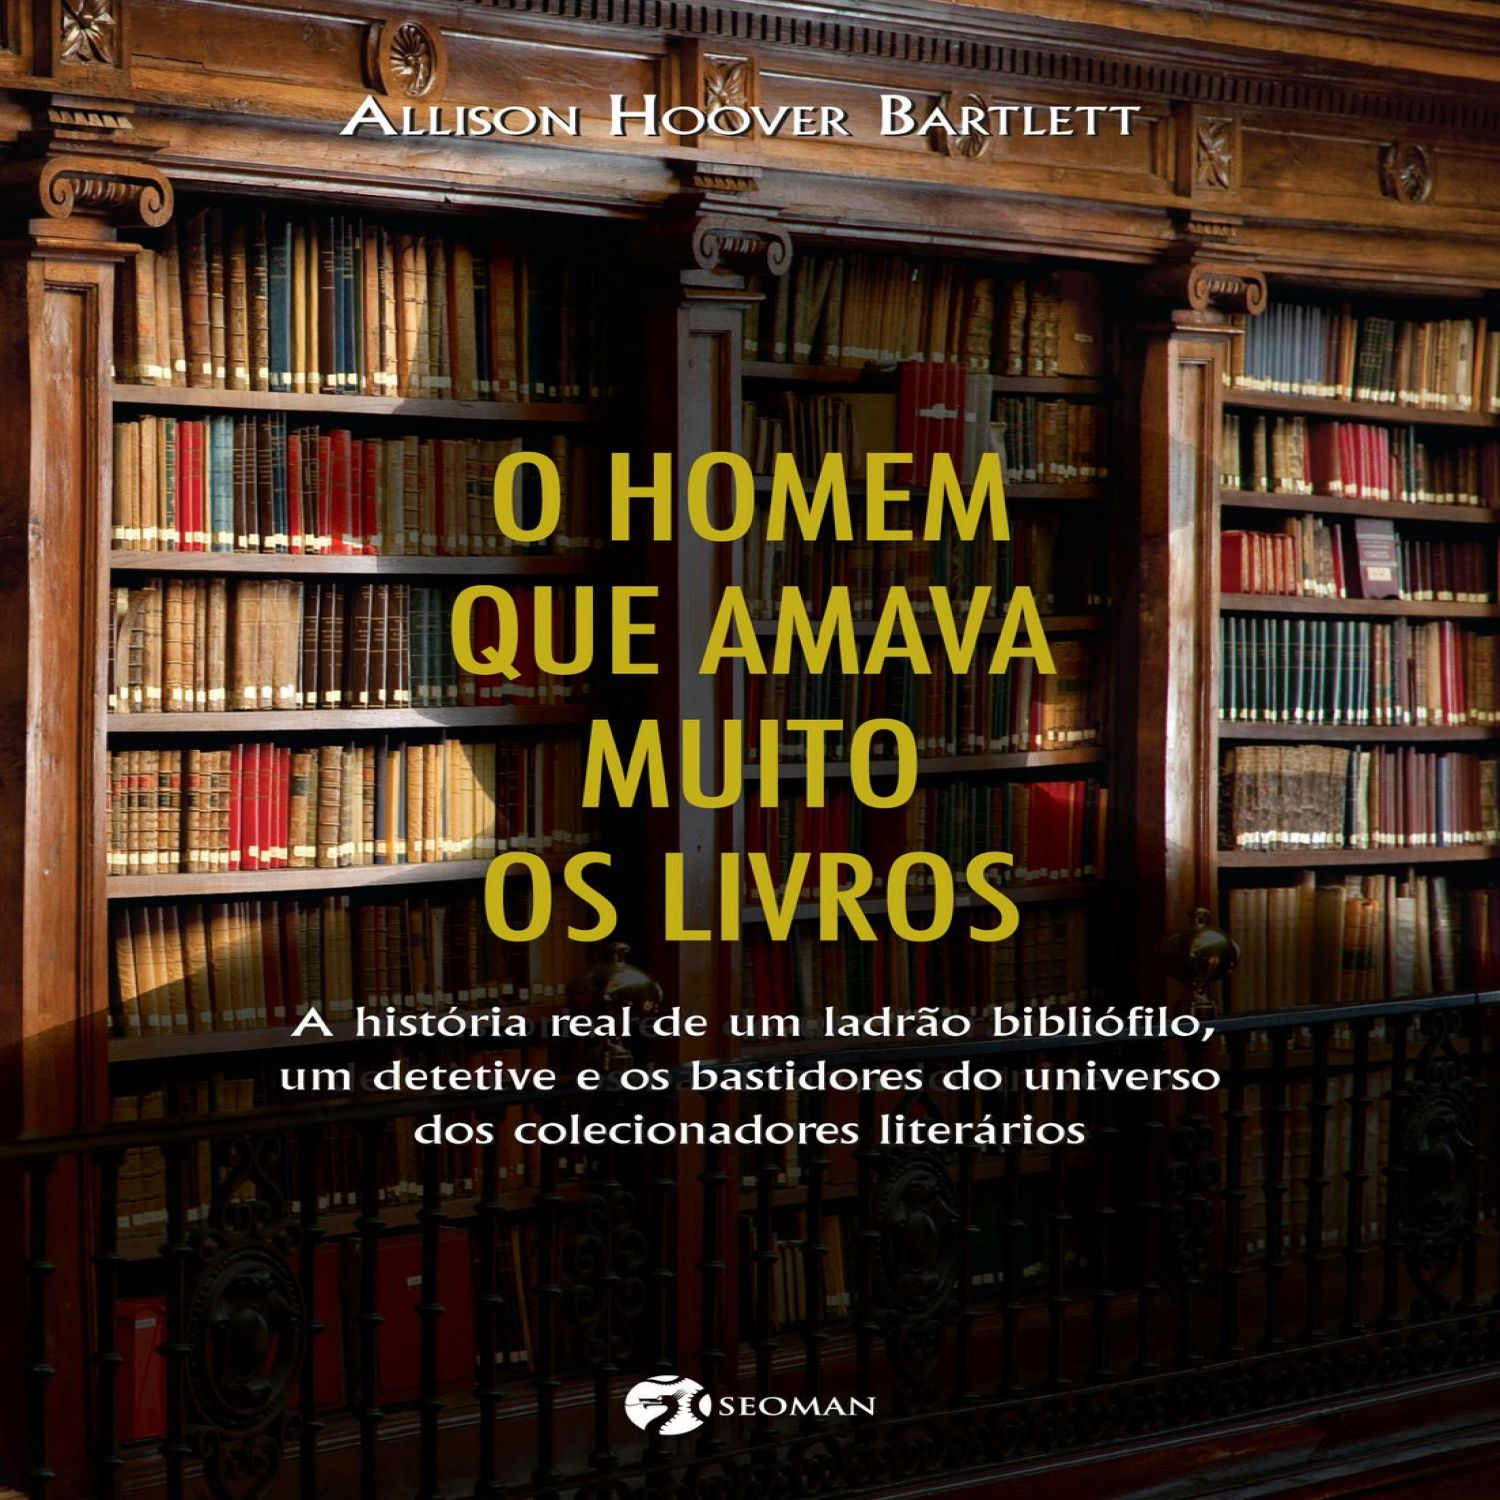 ALLISON HOOVER BARTLETT
O HOMEM
QUE AMAVA
MUITO
OS LIVROS
A história real de um ladrão bibliófilo,
um detetive e os bastidores do universo
dos colecionadores literários
SEOMAN